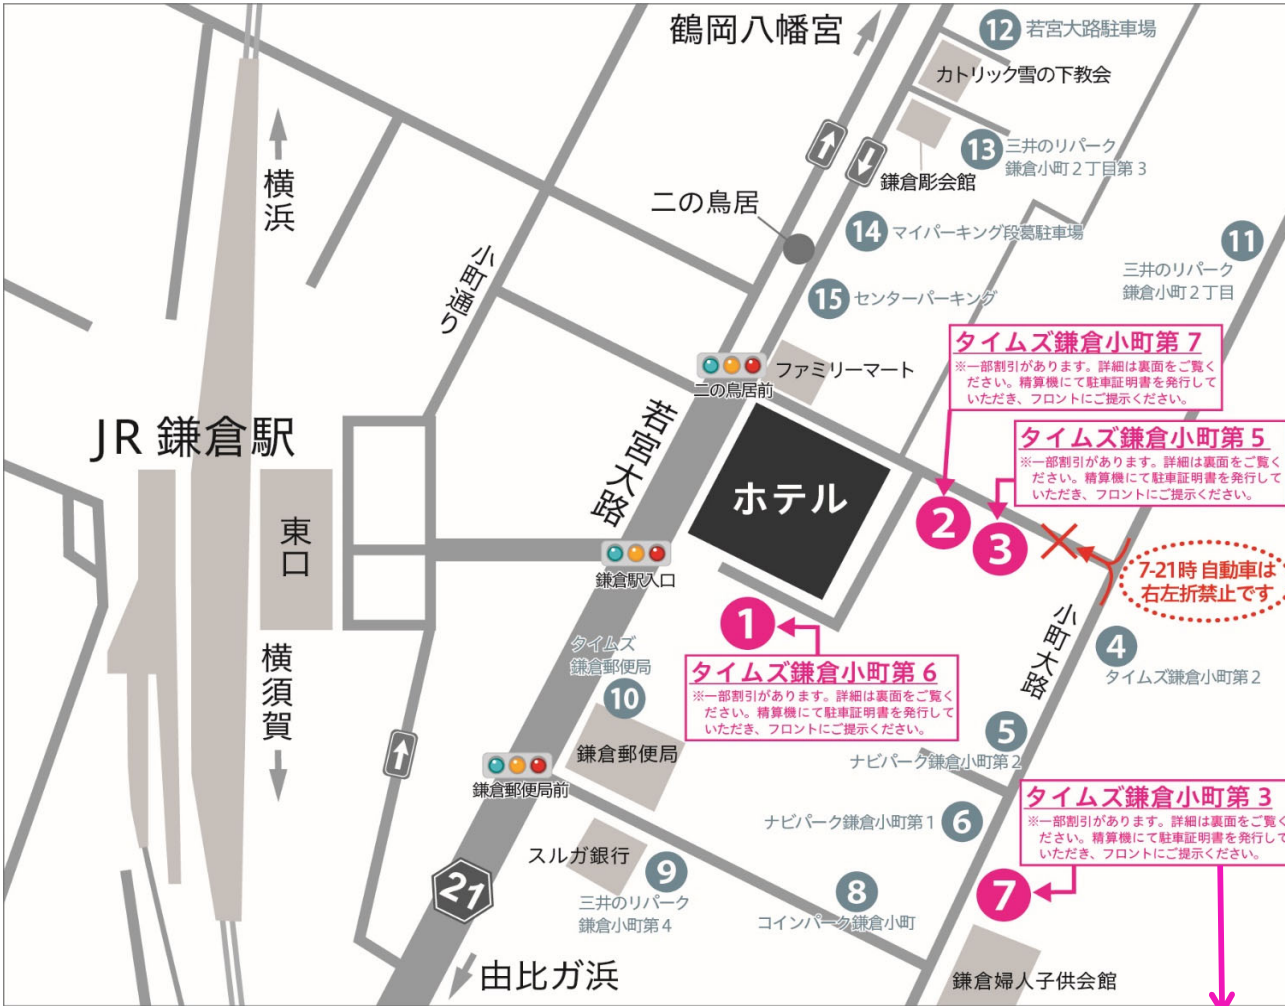 鶴岡八幡宮
12 若宮大路駐車場
カトリック雪の下教会
13 三井のリパーク
鎌倉小町2丁目第3
鎌倉彫会館
横浜
二の鳥居
14 マイパーキング段葛駐車場
11
三井のリパーク
鎌倉小町2丁目
小町通り
15 センターパーキング
タイムズ鎌倉小町第7
※一部割引があります。詳細は裏面をご覧く
ださい。精算機にて駐車証明書を発行して
いただき、フロントにご提示ください。
ファミリーマート
二の鳥居前
若宮大路
JR 鎌倉駅
タイムズ鎌倉小町第5
※一部割引があります。詳細は裏面をご覧く
ださい。精算機にて駐車証明書を発行して
いただき、フロントにご提示ください。
ホテル
2
3
東口
鎌倉駅入口
7-21時 自動車は
右左折禁止です
1
小町大路
4
タイムズ鎌倉小町第2
タイムズ
鎌倉郵便局
10
タイムズ鎌倉小町第6
※一部割引があります。詳細は裏面をご覧く
ださい。精算機にて駐車証明書を発行して
いただき、フロントにご提示ください。
横須賀
鎌倉郵便局
5
ナビパーク鎌倉小町第2
鎌倉郵便局前
タイムズ鎌倉小町第3
※一部割引があります。詳細は裏面をご覧く
ださい。精算機にて駐車証明書を発行して
いただき、フロントにご提示ください。
ナビパーク鎌倉小町第1 6
スルガ銀行
21
9
三井のリパーク
鎌倉小町第4
8
コインパーク鎌倉小町
7
由比ガ浜
鎌倉婦人子供会館